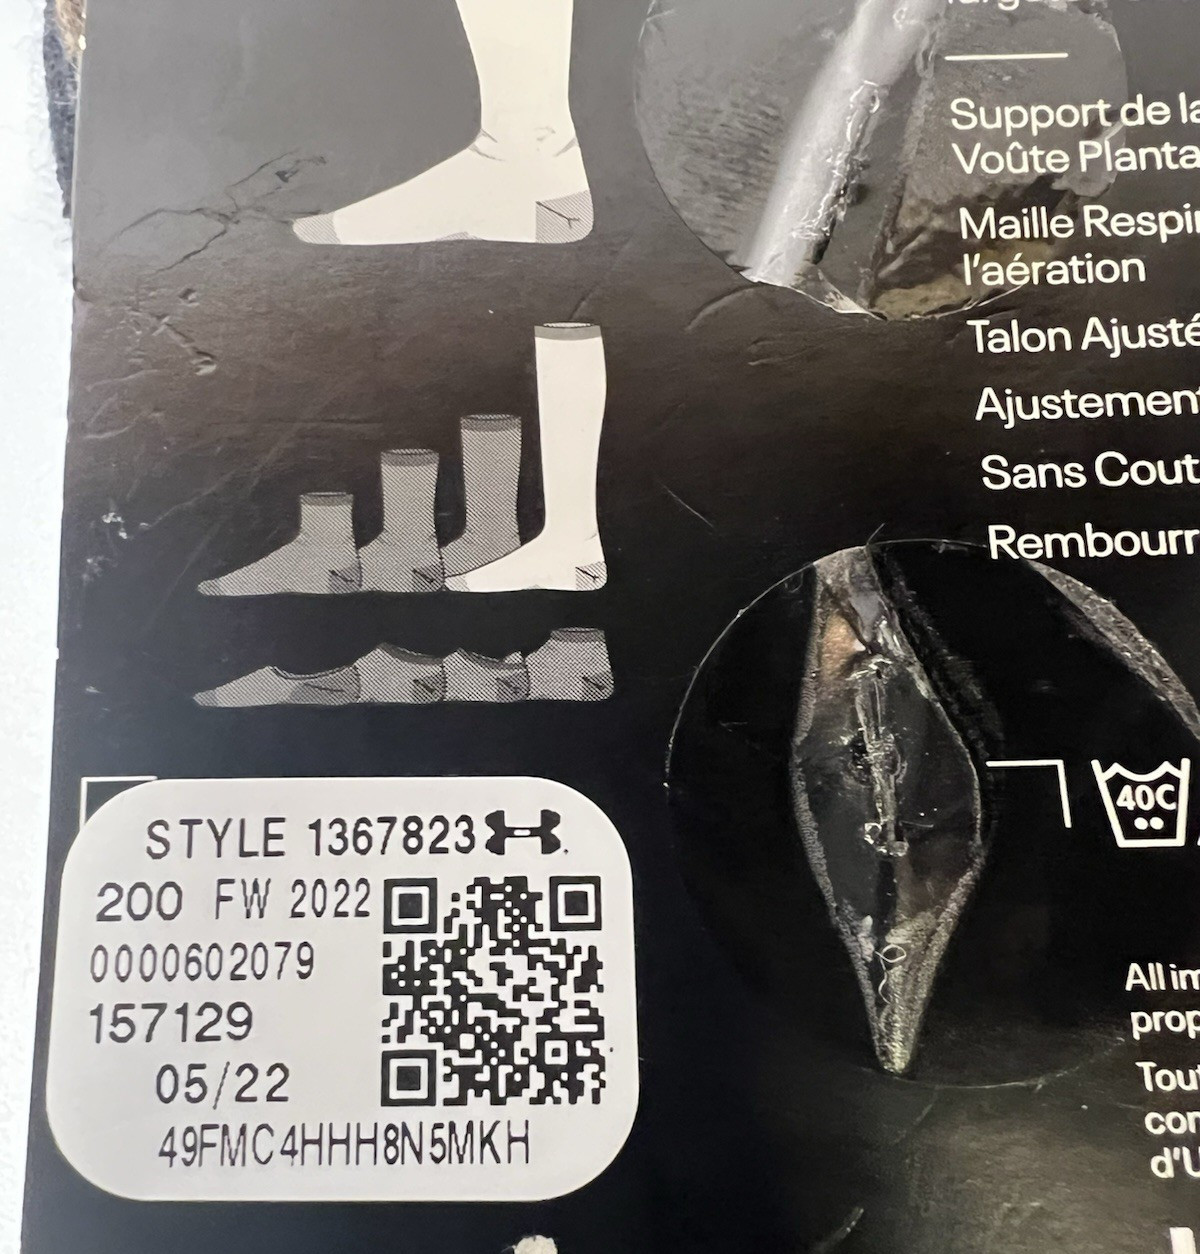 Support de la
Voûte Planta
Maille Respi
l'aération
Talon Ajusté
Ajustement
Sans Cout
Rembourr
40C
STYLE 1367823
200 FW 2022
0000602079
157129
05/22
49FMC4HHH8N5MKH
All im
prop
Tout
con
d'U